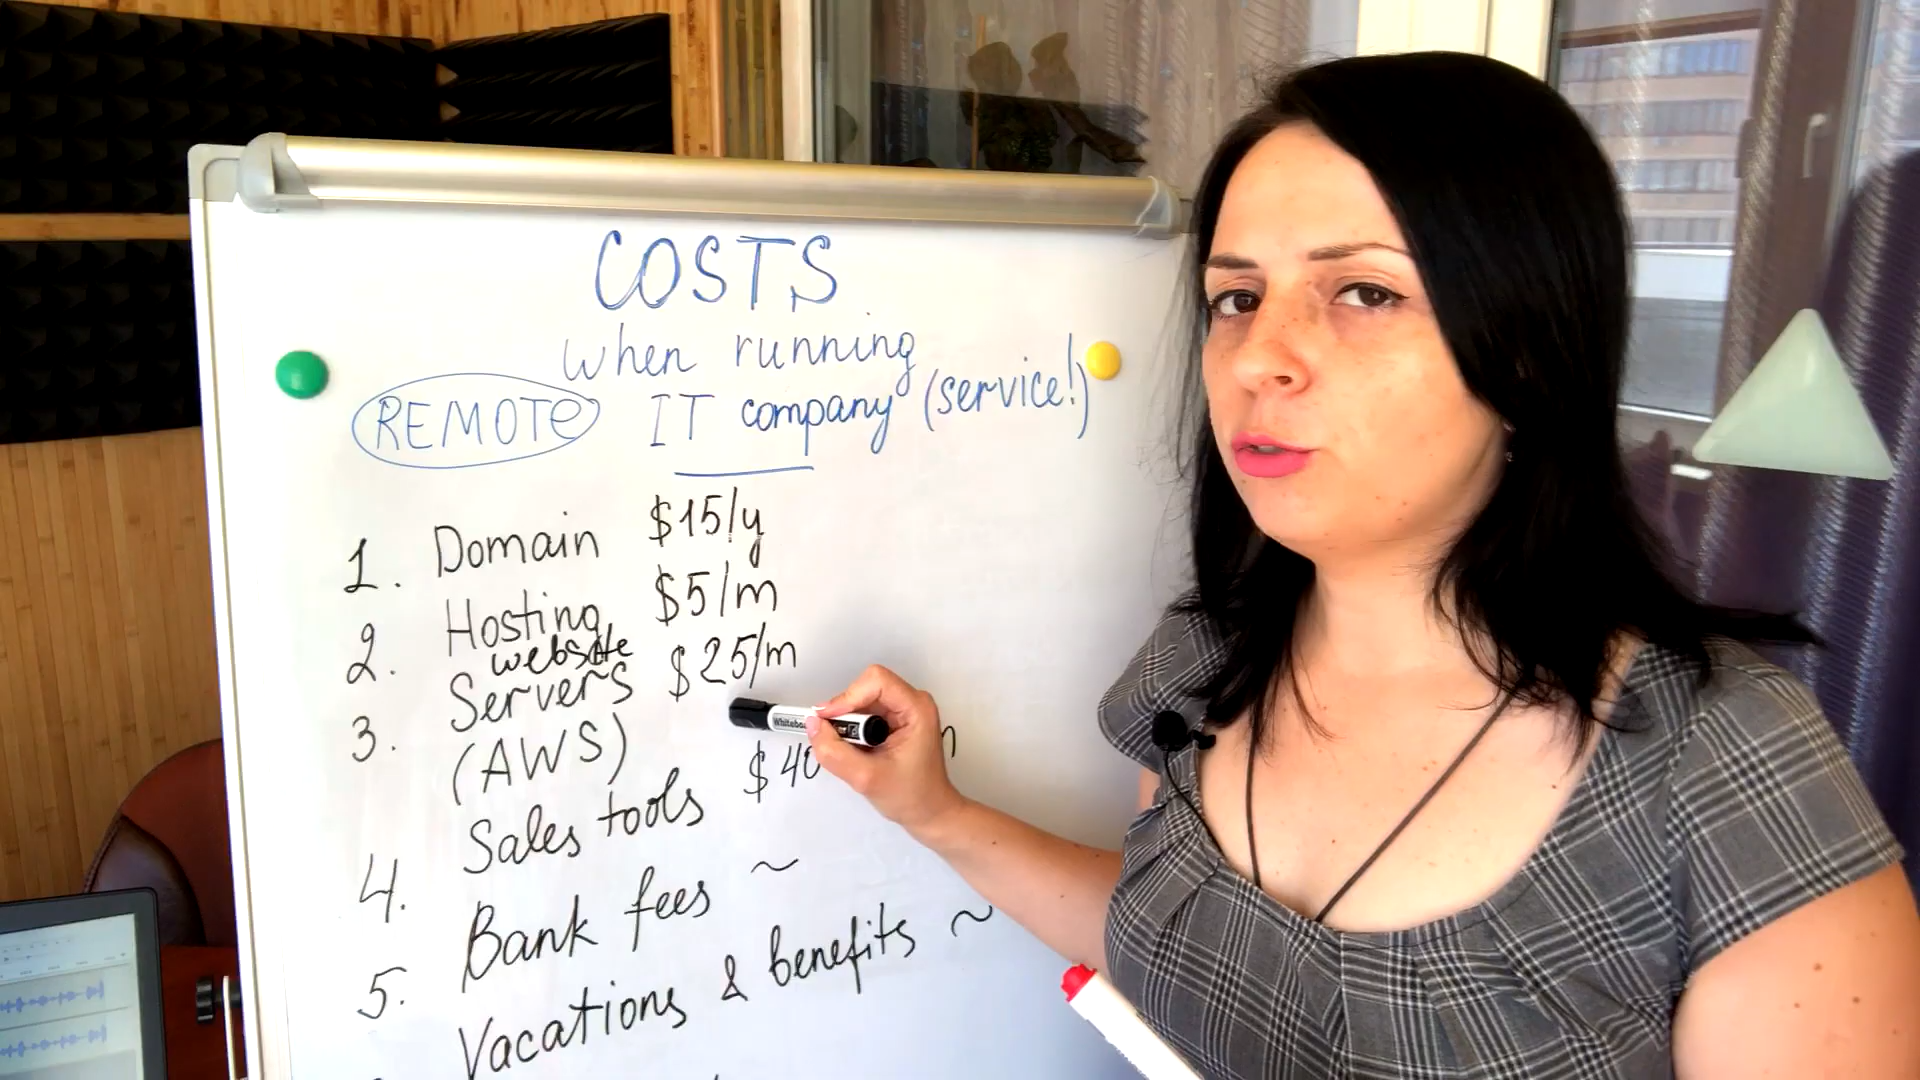 COSTS
when running
REMOTE IT company (service!)
1. Domain $15/y
2. Hosting $5/m
website
3. Servers $25/m
(AWS)
4. Sales tools $40
5. Bank fees ~
Vacations & benefits ~